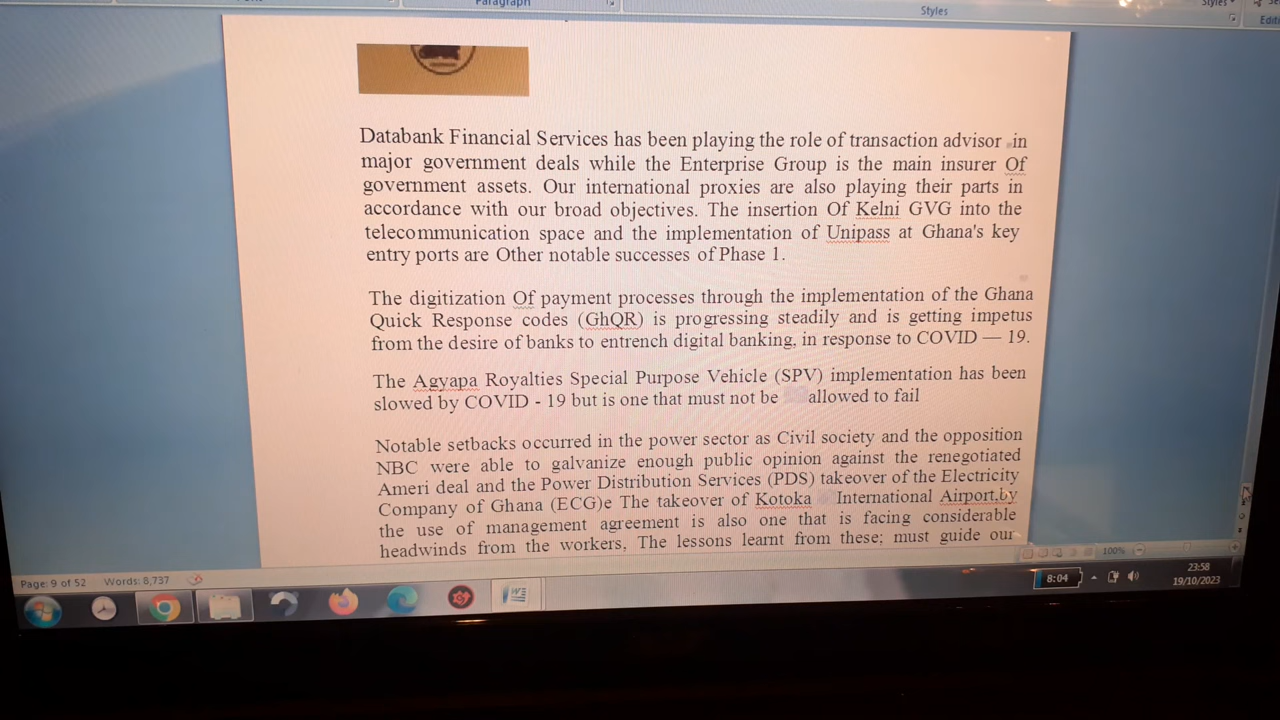 Paragraph
Styles
Styles
Databank Financial Services has been playing the role of transaction advisor in
major government deals while the Enterprise Group is the main insurer Of
government assets. Our international proxies are also playing their parts in
accordance with our broad objectives. The insertion Of Kelni GVG into the
telecommunication space and the implementation of Unipass at Ghana's key
entry ports are Other notable successes of Phase 1.
The digitization Of payment processes through the implementation of the Ghana
Quick Response codes (GhQR) is progressing steadily and is getting impetus
from the desire of banks to entrench digital banking, in response to COVID — 19.
The Agyapa Royalties Special Purpose Vehicle (SPV) implementation has been
slowed by COVID - 19 but is one that must not be allowed to fail
Notable setbacks occurred in the power sector as Civil society and the opposition
NBC were able to galvanize enough public opinion against the renegotiated
Ameri deal and the Power Distribution Services (PDS) takeover of the Electricity
Company of Ghana (ECG)e The takeover of Kotoka International Airport,by
the use of management agreement is also one that is facing considerable
headwinds from the workers, The lessons learnt from these; must guide our
100%
Page: 9 of 52 Words: 8,737
8:04
23:58
19/10/2023